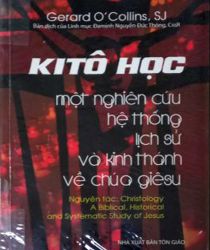 Gerard O'Collins, SJ
Bản dịch của Linh mục Đaminh Nguyễn Đức Thông, CssR
KITÔ HỌC
một nghiên cứu
hệ thống
lịch sử
và kinh thánh
về chúa giêsu
Nguyên tác: Christology
A Biblical, Historical
and Systematic Study of Jesus
NHÀ XUẤT BẢN TÔN GIÁO